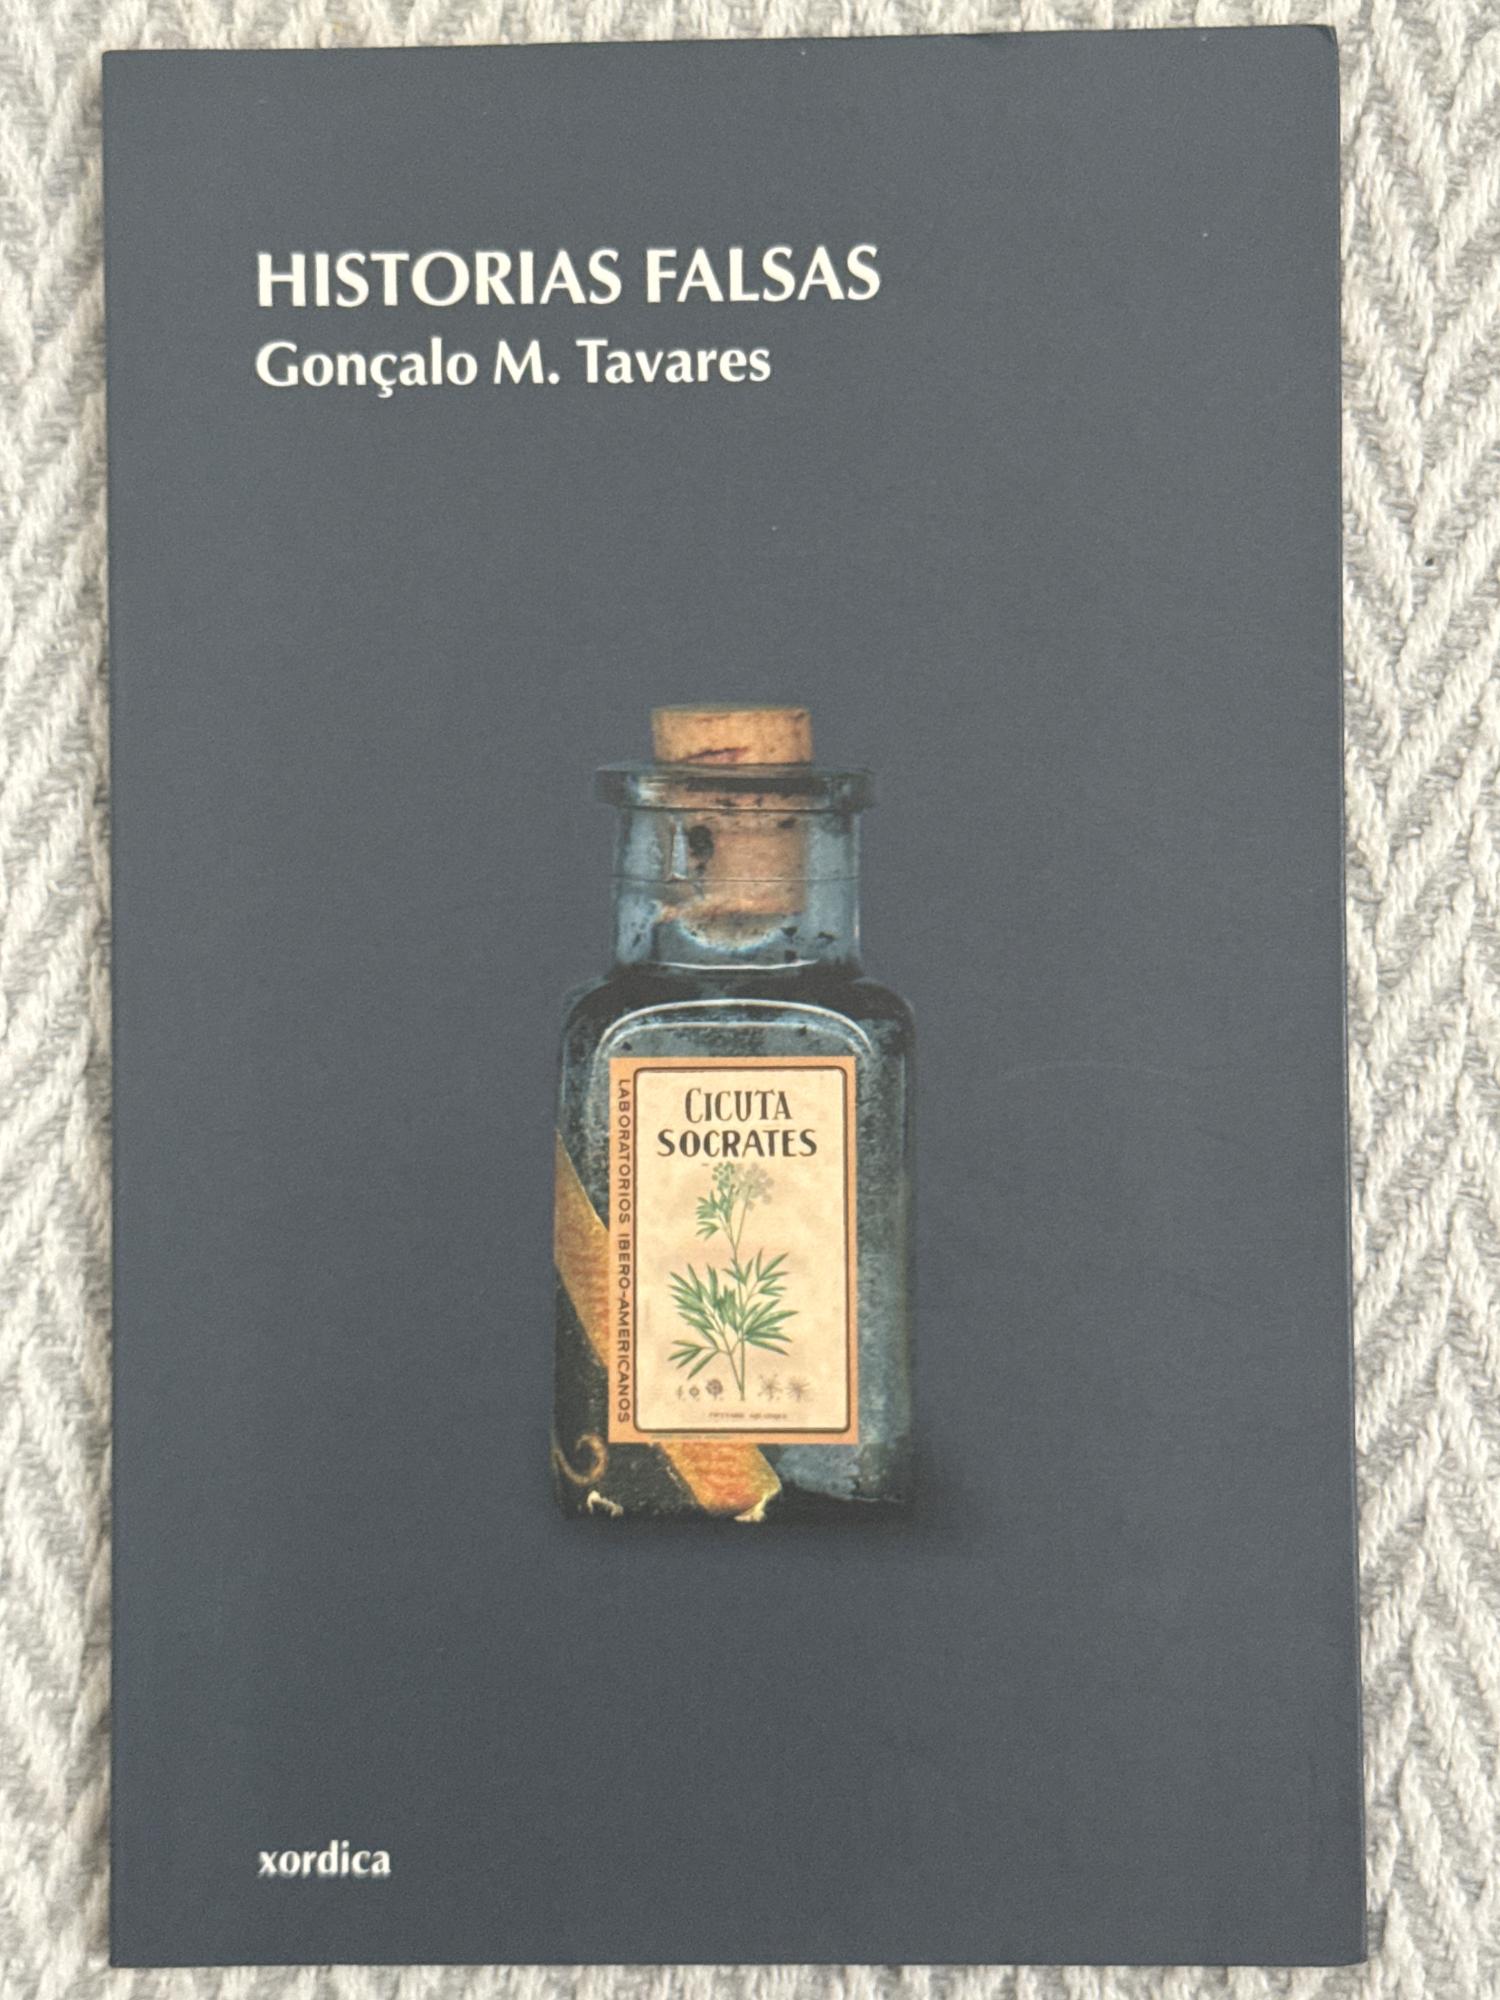 HISTORIAS FALSAS
Gonçalo M. Tavares
CICUTA
SOCRATES
LABORATORIOS IBERO-AMERICANOS
xordica